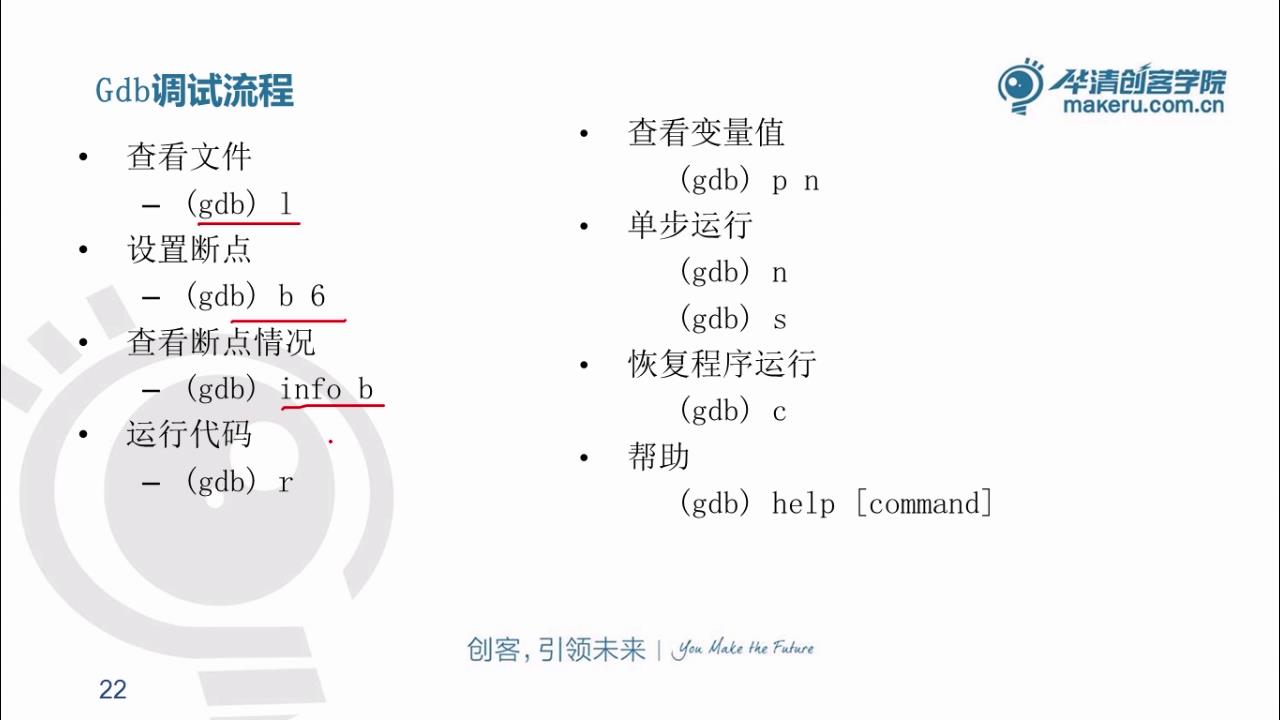 Gdb调试流程
华清创客学院
makeru.com.cn
• 查看文件
– (gdb) l
• 设置断点
– (gdb) b 6
• 查看断点情况
– (gdb) info b
• 运行代码
– (gdb) r
• 查看变量值
(gdb) p n
• 单步运行
(gdb) n
(gdb) s
• 恢复程序运行
(gdb) c
• 帮助
(gdb) help [command]
创客,引领未来 | You Make the Future
22